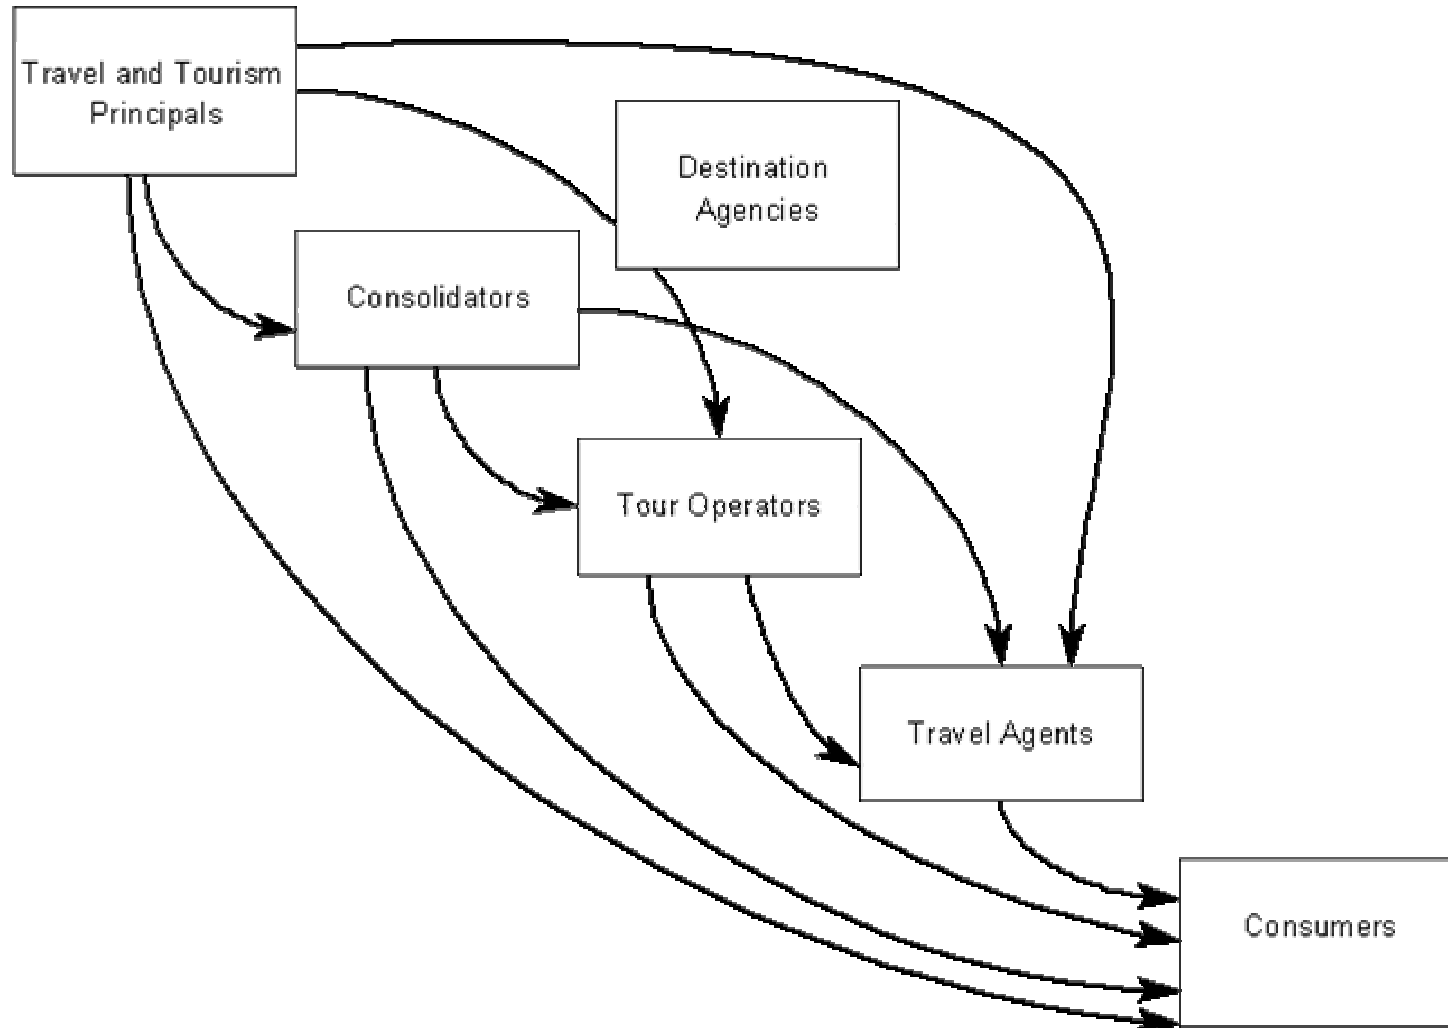 Travel and Tourism
Principals
Destination
Agencies
Consolidators
Tour Operators
Travel Agents
Consumers